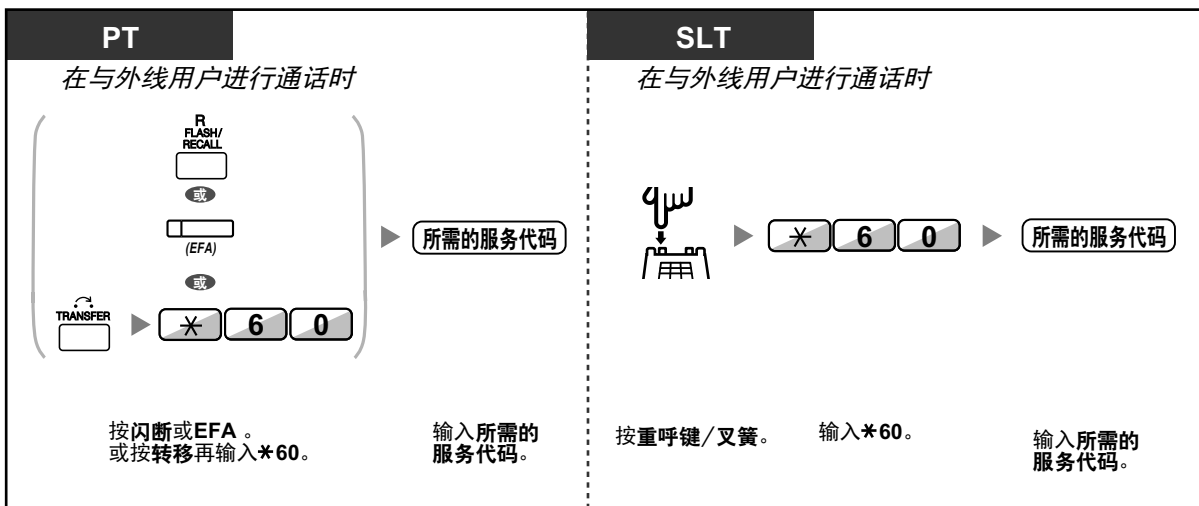 PT
在与外线用户进行通话时
R
FLASH/
RECALL
或
(EFA)
或
TRANSFER
✳ 6 0
所需的服务代码
按闪断或EFA 。
或按转移再输入✳60。
输入所需的
服务代码。
SLT
在与外线用户进行通话时
✳ 6 0
所需的服务代码
按重呼键/叉簧。
输入✳60。
输入所需的
服务代码。